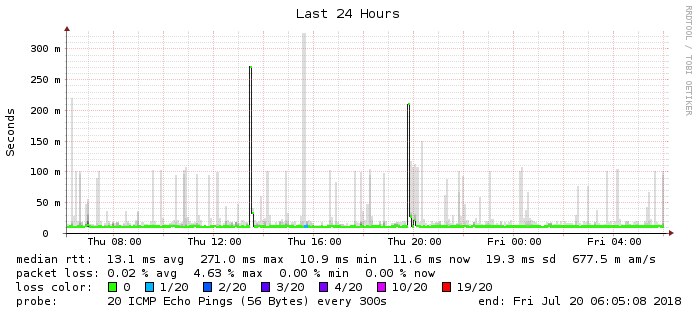 Last 24 Hours
RRDTOOL / TOBI OETIKER
Seconds
300 m
250 m
200 m
150 m
100 m
50 m
0
Thu 08:00 Thu 12:00 Thu 16:00 Thu 20:00 Fri 00:00 Fri 04:00
median rtt: 13.1 ms avg 271.0 ms max 10.9 ms min 11.6 ms now 19.3 ms sd 677.5 m am/s
packet loss: 0.02 % avg 4.63 % max 0.00 % min 0.00 % now
loss color: 0 1/20 2/20 3/20 4/20 10/20 19/20
probe: 20 ICMP Echo Pings (56 Bytes) every 300s end: Fri Jul 20 06:05:08 2018